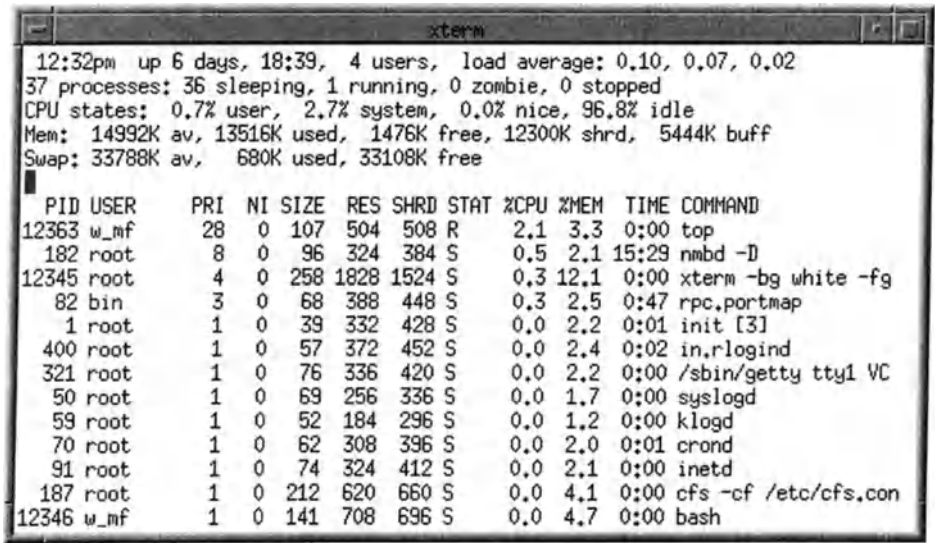 xterm
12:32pm up 6 days, 18:39, 4 users, load average: 0.10, 0.07, 0.02
37 processes: 36 sleeping, 1 running, 0 zombie, 0 stopped
CPU states: 0.7% user, 2.7% system, 0.0% nice, 96.8% idle
Mem: 14992K av, 13516K used, 1476K free, 12300K shrd, 5444K buff
Swap: 33788K av, 680K used, 33108K free
PID USER PRI NI SIZE RES SHRD STAT %CPU %MEM TIME COMMAND
12363 w_mf 28 0 107 504 508 R 2.1 3.3 0:00 top
182 root 8 0 96 324 384 S 0.5 2.1 15:29 nmbd -D
12345 root 4 0 258 1828 1524 S 0.3 12.1 0:00 xterm -bg white -fg
82 bin 3 0 68 388 448 S 0.3 2.5 0:47 rpc.portmap
1 root 1 0 39 332 428 S 0.0 2.2 0:01 init [3]
400 root 1 0 57 372 452 S 0.0 2.4 0:02 in.rlogind
321 root 1 0 76 336 420 S 0.0 2.2 0:00 /sbin/getty tty1 VC
50 root 1 0 69 256 336 S 0.0 1.7 0:00 syslogd
59 root 1 0 52 184 296 S 0.0 1.2 0:00 klogd
70 root 1 0 62 308 396 S 0.0 2.0 0:01 crond
91 root 1 0 74 324 412 S 0.0 2.1 0:00 inetd
187 root 1 0 212 620 660 S 0.0 4.1 0:00 cfs -cf /etc/cfs.con
12346 w_mf 1 0 141 708 696 S 0.0 4.7 0:00 bash